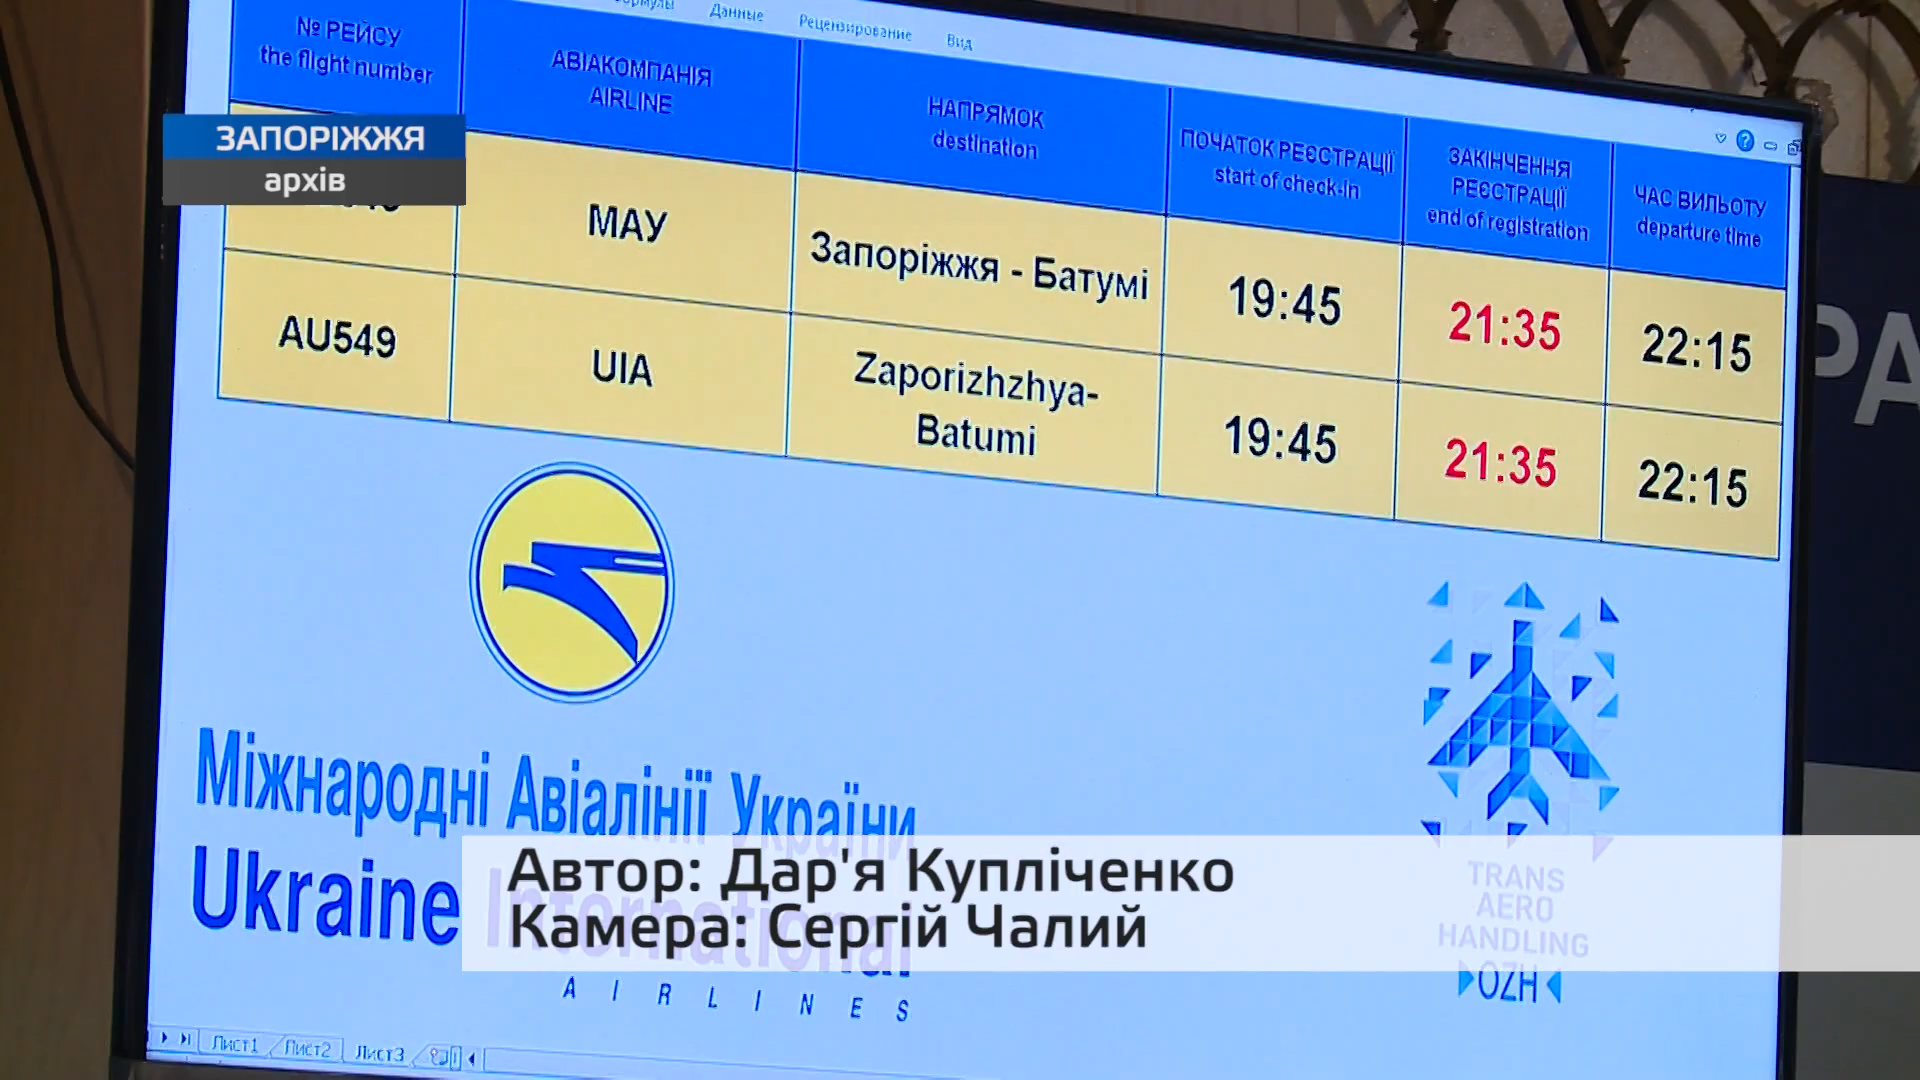 Данные Рецензирование Вид
№ РЕЙСУ
the flight number
АВІАКОМПАНІЯ
AIRLINE
НАПРЯМОК
destination
ПОЧАТОК РЕЄСТРАЦІЇ
start of check-in
ЗАКІНЧЕННЯ
РЕЄСТРАЦІЇ
end of registration
ЧАС ВИЛЬОТУ
departure time
ЗАПОРІЖЖЯ
архів
МАУ
Запоріжжя - Батумі
19:45
21:35
22:15
AU549
UIA
Zaporizhzhya-
Batumi
19:45
21:35
22:15
РА
Міжнародні Авіалінії України
Ukraine International
AIRLINES
Автор: Дар'я Купліченко
Камера: Сергій Чалий
TRANS
AERO
HANDLING
OZH
Лист1 Лист2 Лист3